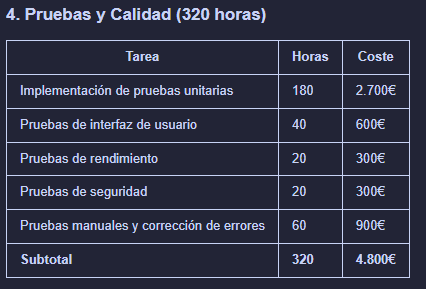 4. Pruebas y Calidad (320 horas)
Tarea Horas Coste
Implementación de pruebas unitarias 180 2.700€
Pruebas de interfaz de usuario 40 600€
Pruebas de rendimiento 20 300€
Pruebas de seguridad 20 300€
Pruebas manuales y corrección de errores 60 900€
Subtotal 320 4.800€